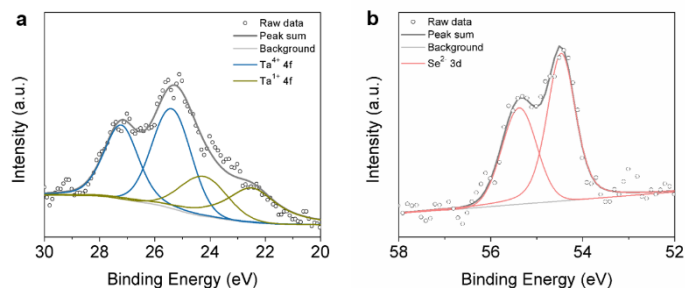 a
Raw data
Peak sum
Background
Ta⁴⁺ 4f
Ta¹⁺ 4f
Intensity (a.u.)
30 28 26 24 22 20
Binding Energy (eV)
b
Raw data
Peak sum
Background
Se²⁻ 3d
Intensity (a.u.)
58 56 54 52
Binding Energy (eV)